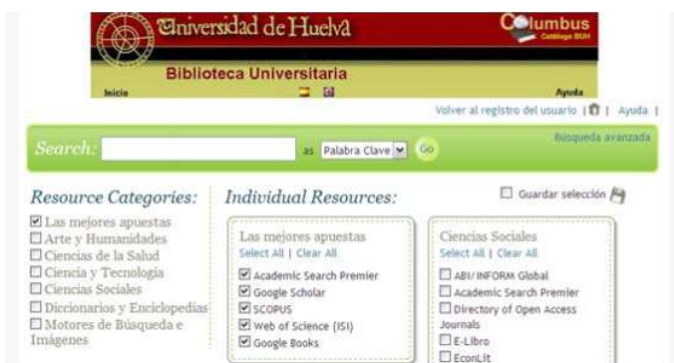 Universidad de Huelva
Columbus
Catálogo BUH
Biblioteca Universitaria
Inicio
Ayuda
Volver al registro del usuario | | Ayuda |
Search: as Palabra Clave Go
Búsqueda avanzada
Resource Categories:
Las mejores apuestas
Arte y Humanidades
Ciencias de la Salud
Ciencia y Tecnología
Ciencias Sociales
Diccionarios y Enciclopedias
Motores de Búsqueda e
Imágenes
Individual Resources:
Guardar selección
Las mejores apuestas
Select All | Clear All
Academic Search Premier
Google Scholar
SCOPUS
Web of Science (ISI)
Google Books
Ciencias Sociales
Select All | Clear All
ABI/INFORM Global
Academic Search Premier
Directory of Open Access
Journals
E-Libro
EconLit